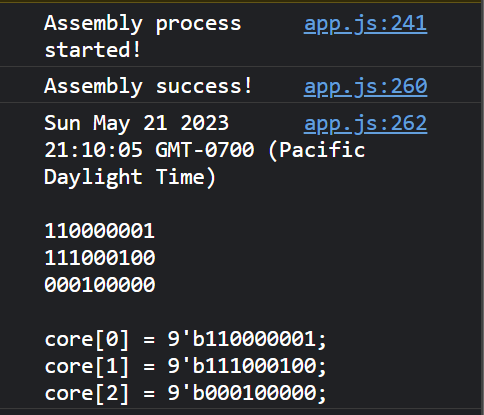 Assembly process started! app.js:241
Assembly success! app.js:260
Sun May 21 2023 app.js:262
21:10:05 GMT-0700 (Pacific
Daylight Time)
110000001
111000100
000100000
core[0] = 9'b110000001;
core[1] = 9'b111000100;
core[2] = 9'b000100000;